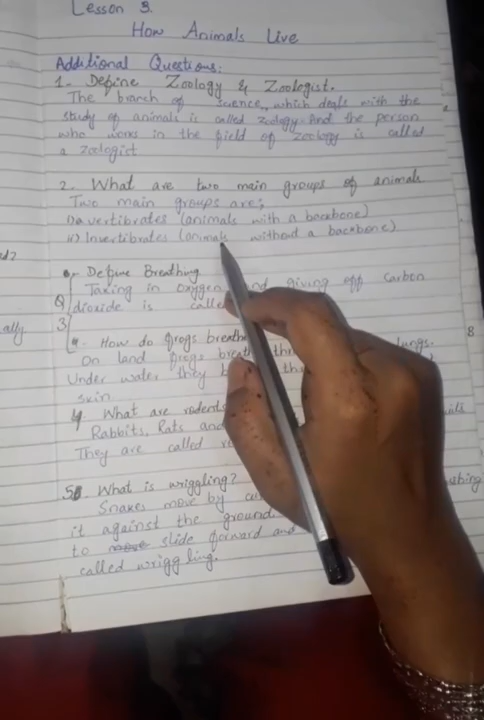 Lesson 3.
How Animals Live
Additional Questions:
1. Define Zoology & Zoologist.
The branch of science, which deals with the
study of animals is called zoology. And the person
who works in the field of zoology is called
a zoologist
2. What are two main groups of animals
Two main groups are;
i) vertibrates (animals with a backbone)
ii) Invertibrates (animals without a backbone)
Define Breathing
Taking in oxygen and giving off carbon
Q dioxide is
3
How do frogs breathe
lungs.
On land frogs
Under water they
skin.
4 What are
Rabbits, Rats and
They are called
5 What is wriggling?
Snakes move by
it against the ground.
to slide forward and
called wriggling.
ally
8